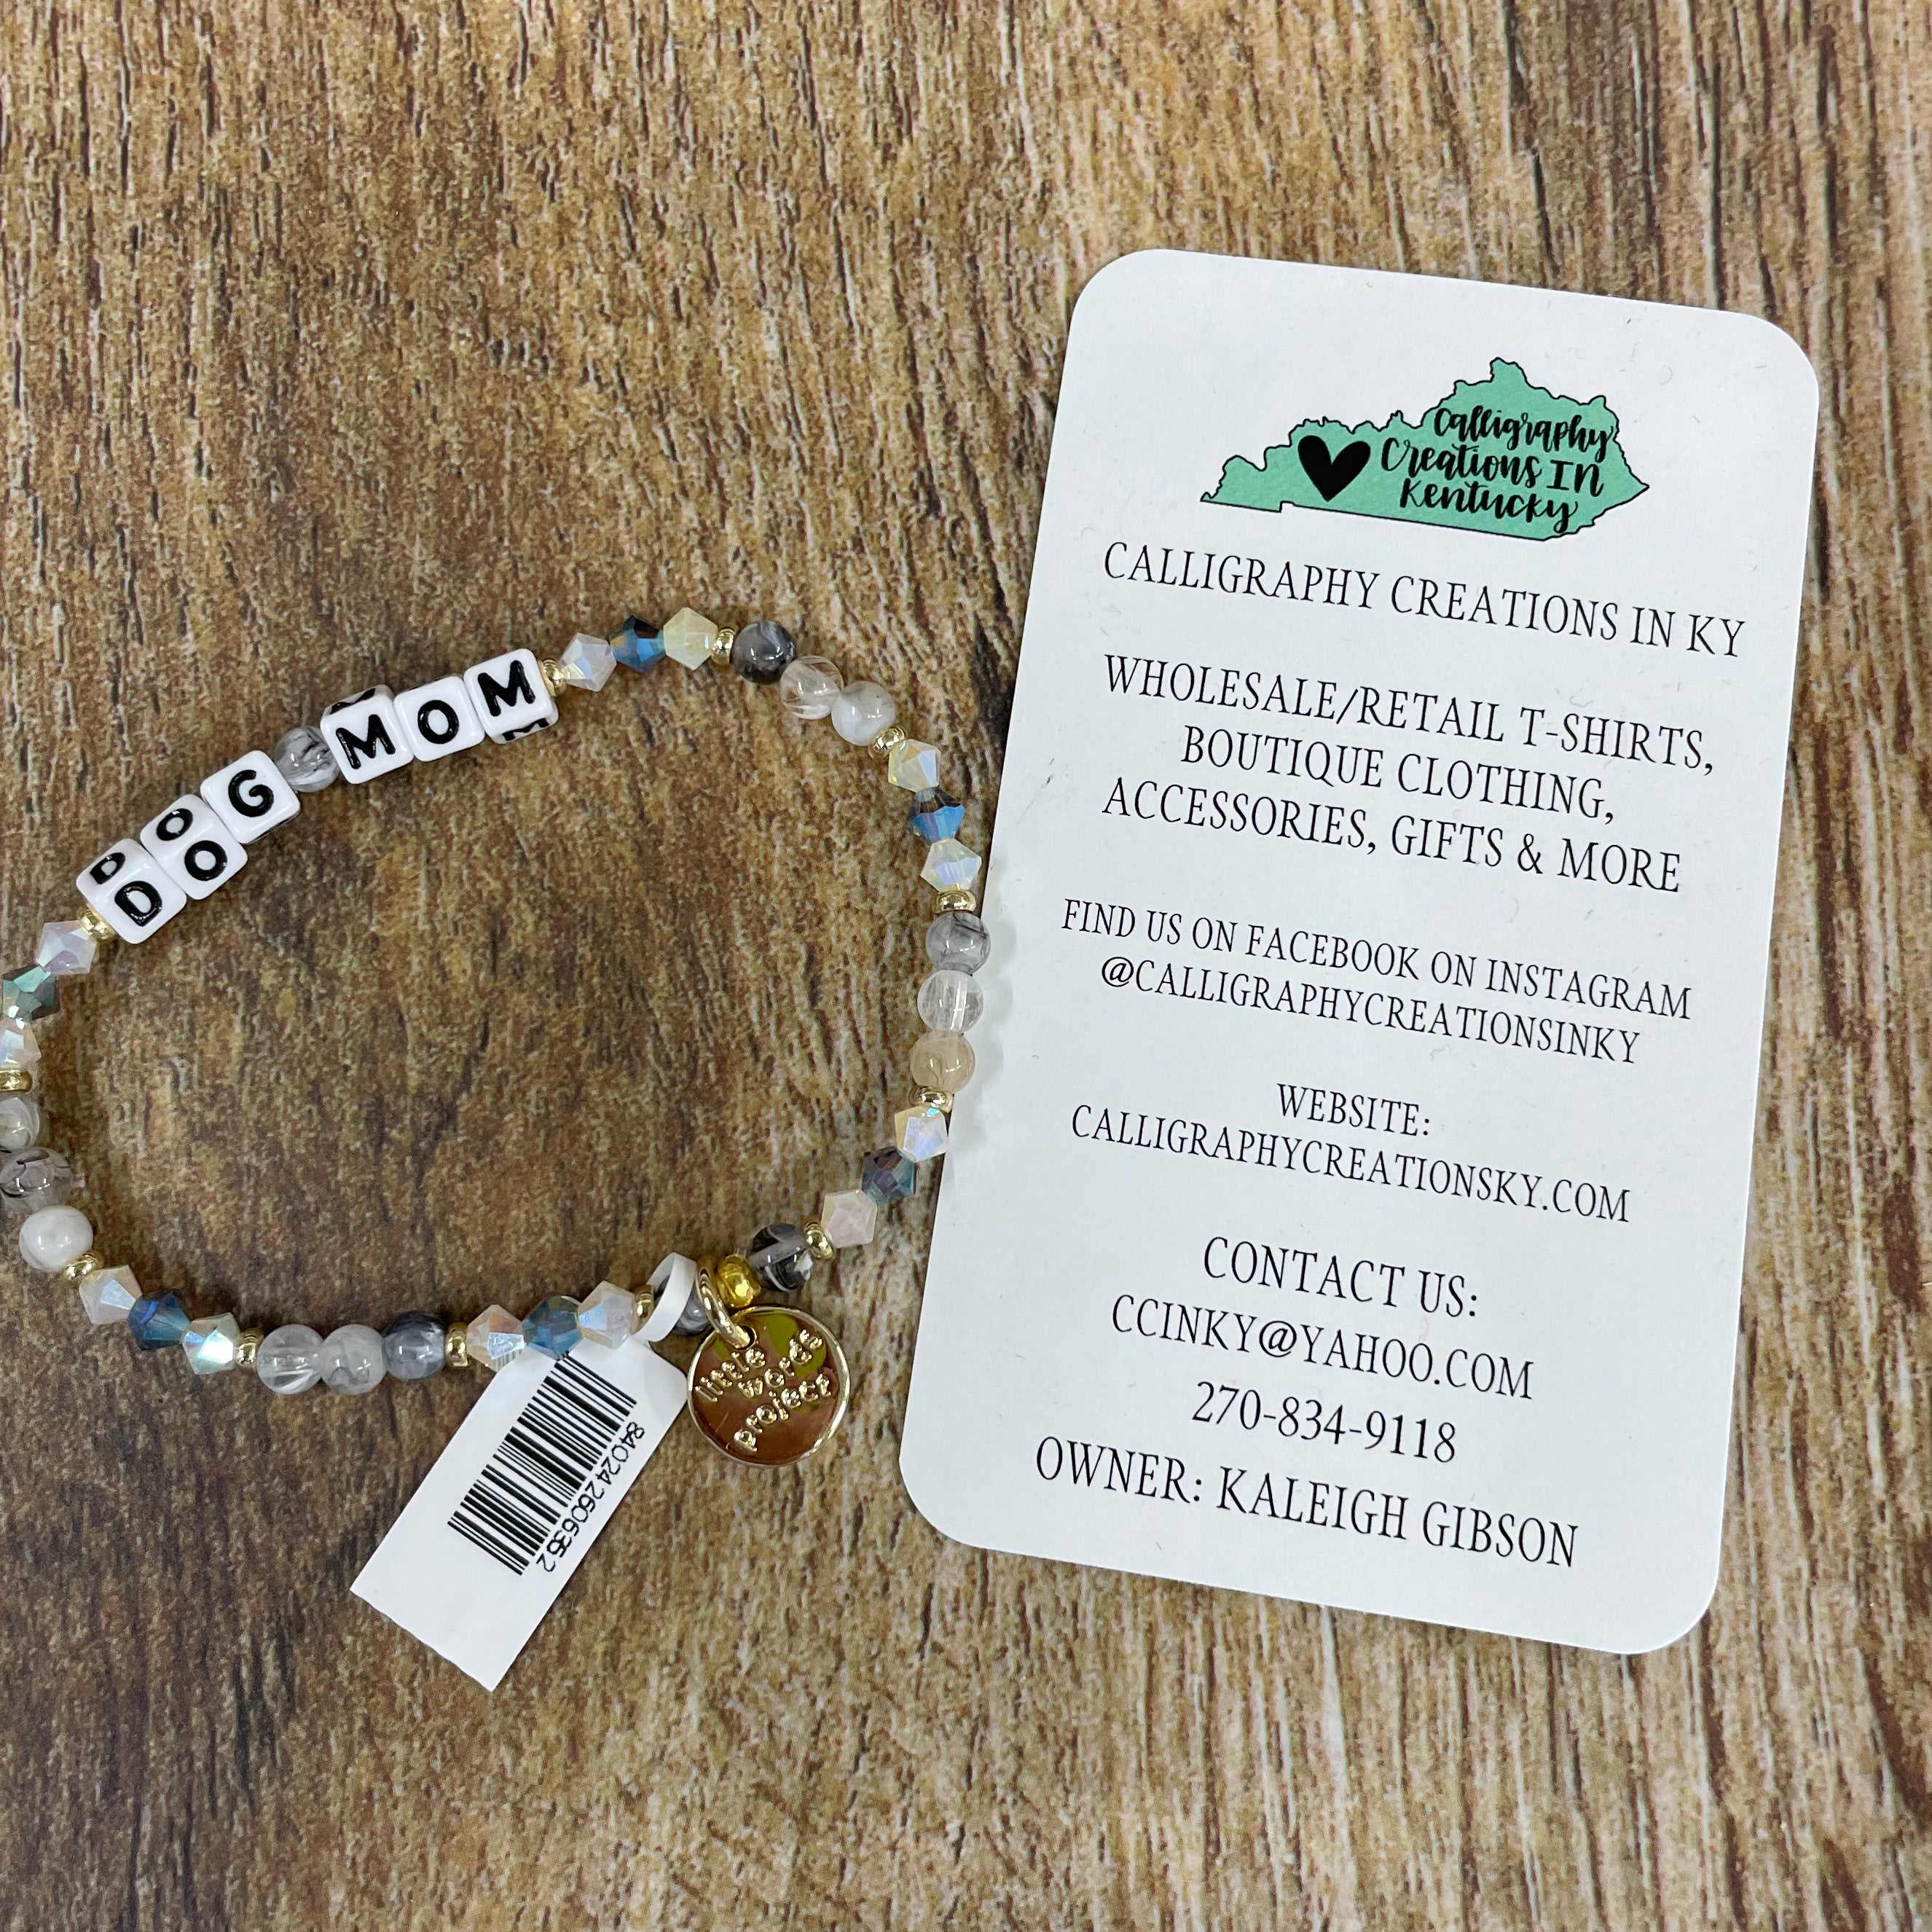 DOG MOM
little
words
project
840242606352
Calligraphy
Creations IN
Kentucky
CALLIGRAPHY CREATIONS IN KY
WHOLESALE/RETAIL T-SHIRTS,
BOUTIQUE CLOTHING,
ACCESSORIES, GIFTS & MORE
FIND US ON FACEBOOK ON INSTAGRAM
@CALLIGRAPHYCREATIONSINKY
WEBSITE:
CALLIGRAPHYCREATIONSKY.COM
CONTACT US:
CCINKY@YAHOO.COM
270-834-9118
OWNER: KALEIGH GIBSON